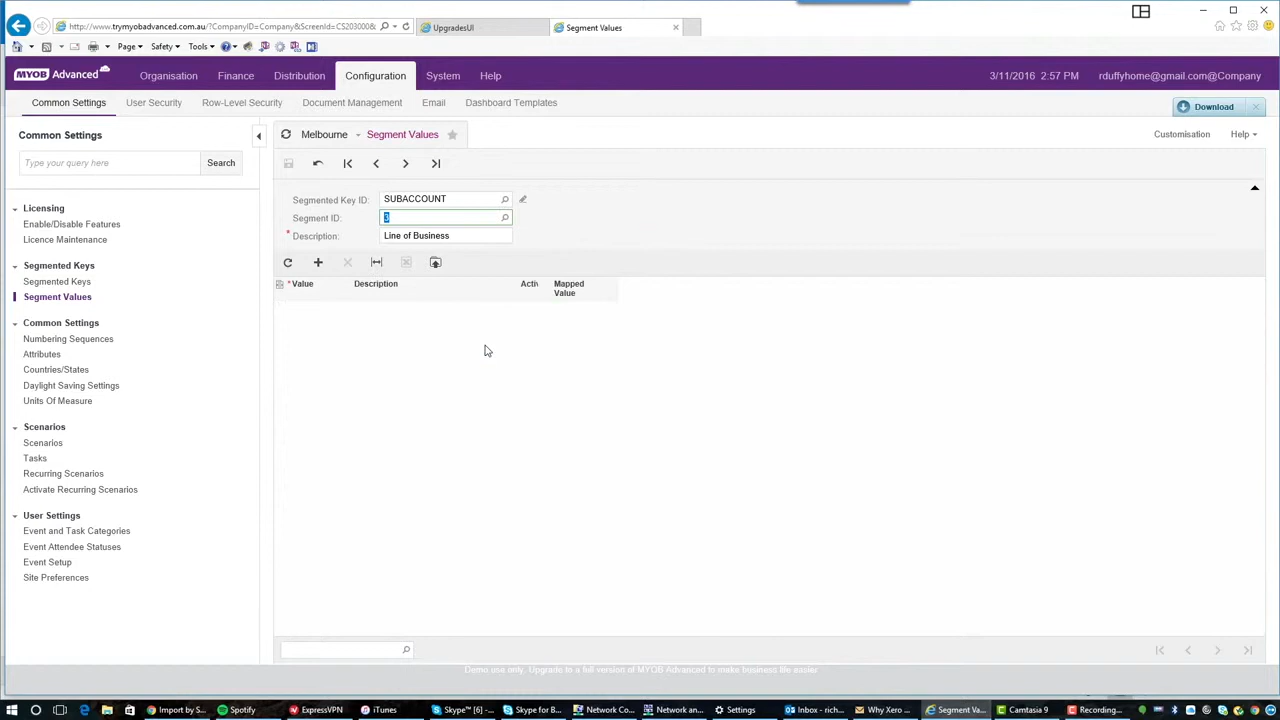 http://www.trymyobadvanced.com.au/?CompanyID=Company&ScreenId=CS203000&
UpgradesUI
Segment Values
Page
Safety
Tools
MYOB Advanced
Organisation
Finance
Distribution
Configuration
System
Help
3/11/2016 2:57 PM
rduffyhome@gmail.com@Company
Common Settings
User Security
Row-Level Security
Document Management
Email
Dashboard Templates
Download
Common Settings
Melbourne
Segment Values
Customisation
Help
Type your query here
Search
Segmented Key ID:
SUBACCOUNT
Segment ID:
3
* Description:
Line of Business
* Value
Description
Activ
Mapped
Value
Licensing
Enable/Disable Features
Licence Maintenance
Segmented Keys
Segmented Keys
Segment Values
Common Settings
Numbering Sequences
Attributes
Countries/States
Daylight Saving Settings
Units Of Measure
Scenarios
Scenarios
Tasks
Recurring Scenarios
Activate Recurring Scenarios
User Settings
Event and Task Categories
Event Attendee Statuses
Event Setup
Site Preferences
Demo use only. Upgrade to a full version of MYOB Advanced to make business life easier
Import by S...
Spotify
ExpressVPN
iTunes
Skype™ [6] -...
Skype for B...
Network Co...
Network an...
Settings
Inbox - rich...
Why Xero ...
Segment Va...
Camtasia 9
Recording...